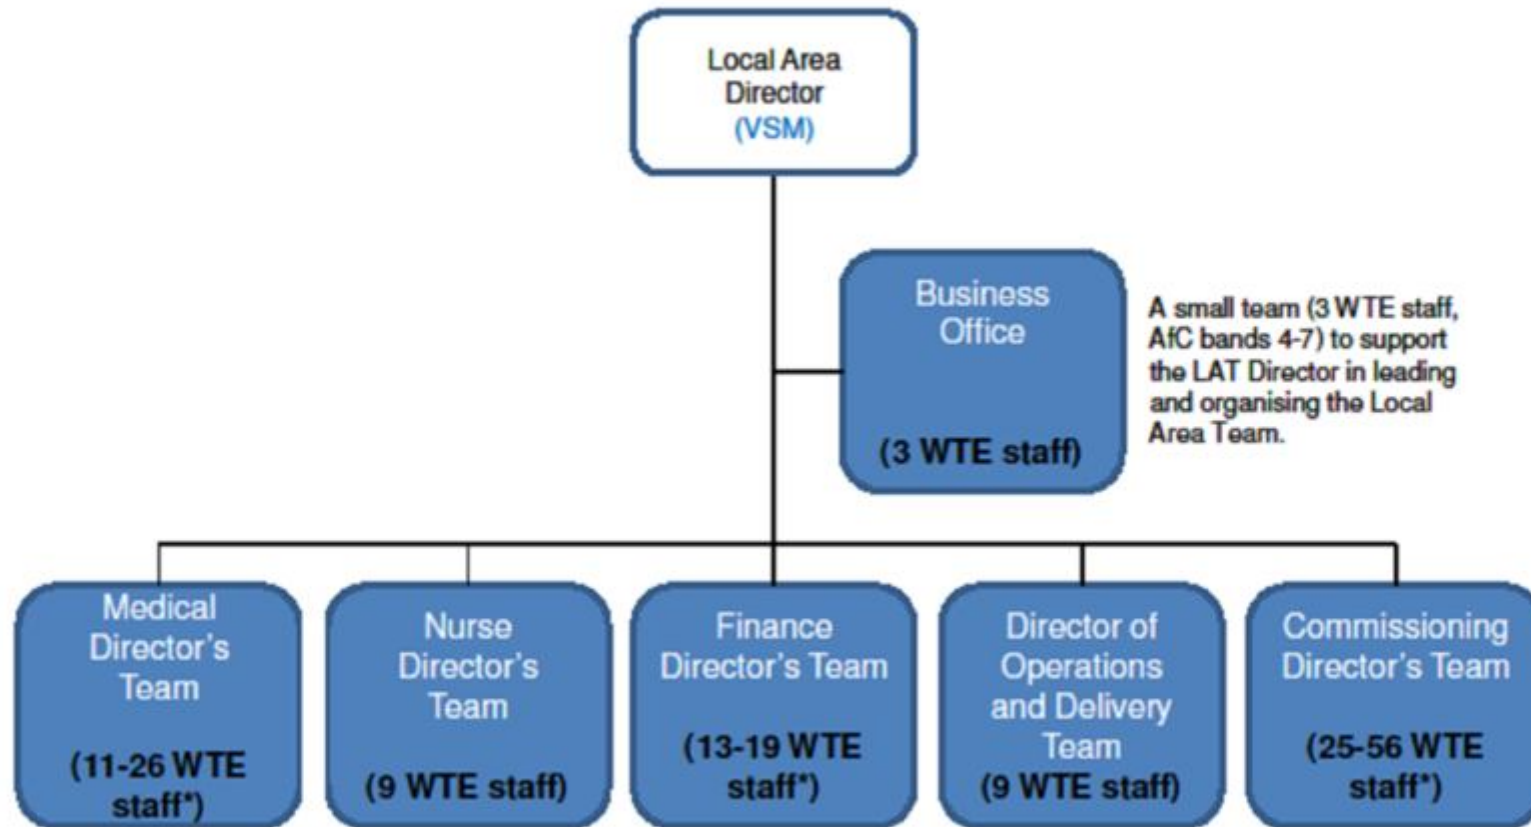 Local Area
Director
(VSM)
Business
Office
(3 WTE staff)
A small team (3 WTE staff,
AfC bands 4-7) to support
the LAT Director in leading
and organising the Local
Area Team.
Medical
Director's
Team
(11-26 WTE
staff*)
Nurse
Director's
Team
(9 WTE staff)
Finance
Director's Team
(13-19 WTE
staff*)
Director of
Operations
and Delivery
Team
(9 WTE staff)
Commissioning
Director's Team
(25-56 WTE
staff*)